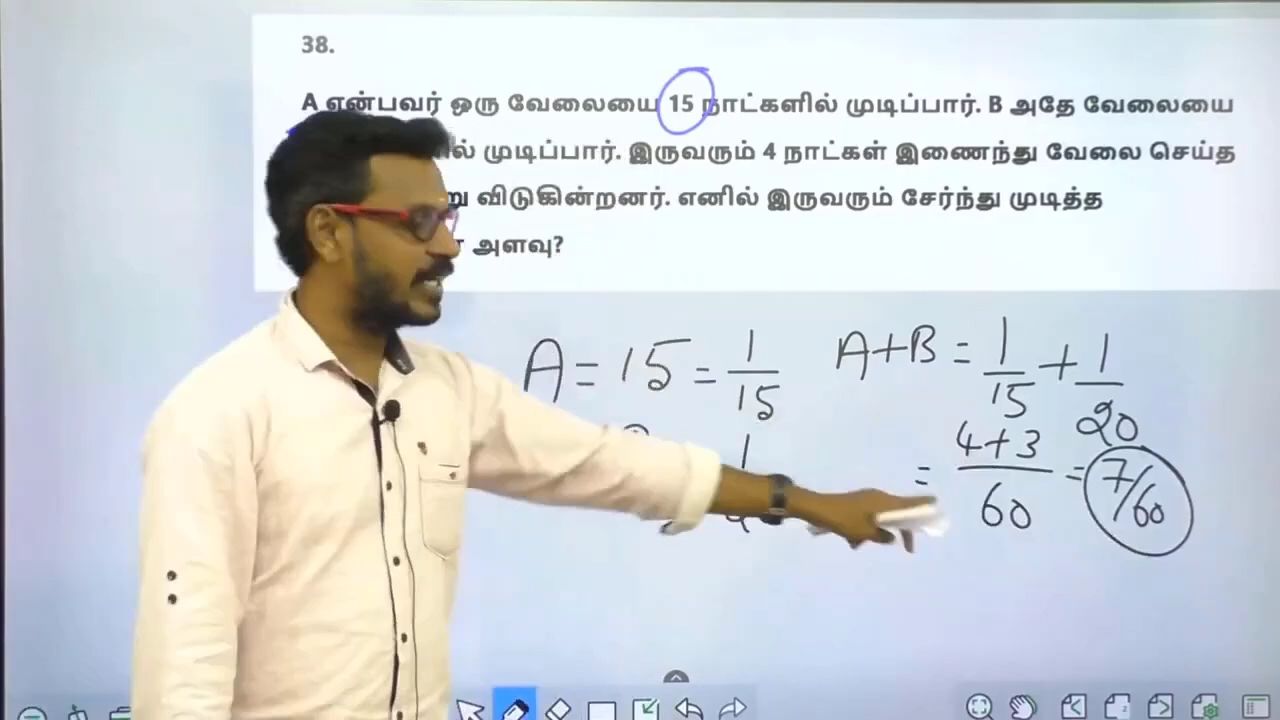 38.
A என்பவர் ஒரு வேலையை 15 நாட்களில் முடிப்பார். B அதே வேலையை
முடிப்பார். இருவரும் 4 நாட்கள் இணைந்து வேலை செய்த
விடுகின்றனர். எனில் இருவரும் சேர்ந்து முடித்த
அளவு?
A = 15 = 1/15
A+B = 1/15 + 1/20
= 4+3/60 = 7/60